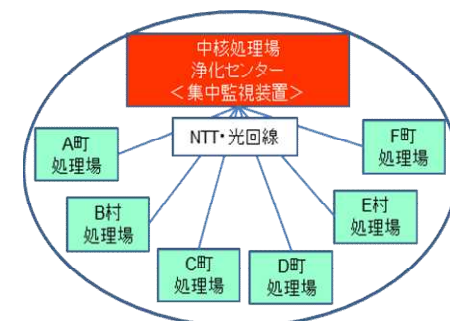 中核処理場
浄化センター
＜集中監視装置＞
NTT・光回線
A町
処理場
F町
処理場
B村
処理場
E村
処理場
C町
処理場
D町
処理場